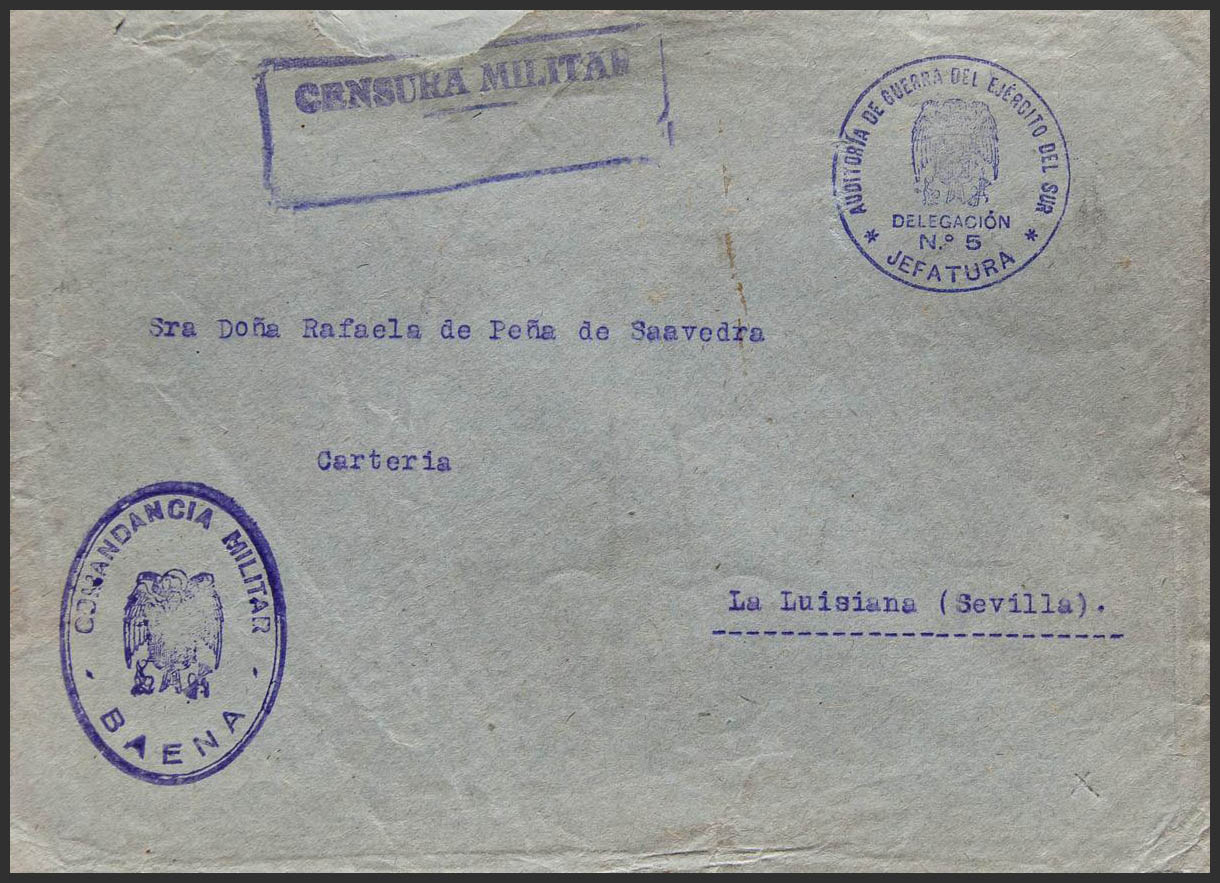 CENSURA MILITAR
AUDITORÍA DE GUERRA DEL EJÉRCITO DEL SUR
DELEGACIÓN
N.º 5
* JEFATURA *
Sra Doña Rafaela de Peña de Saavedra
Carteria
COMANDANCIA MILITAR
- BAENA -
La Luisiana (Sevilla).